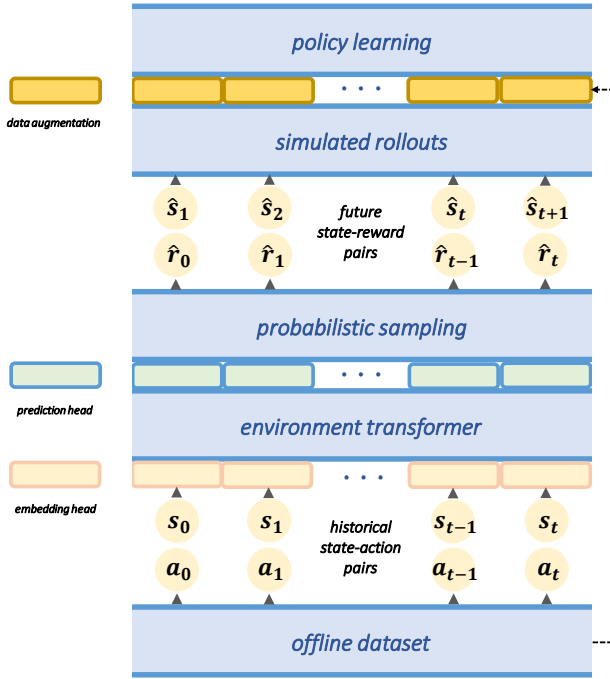 policy learning
data augmentation
· · ·
simulated rollouts
ŝ₁ ŝ₂ future ŝₜ ŝₜ₊₁
state-reward
r̂₀ r̂₁ pairs r̂ₜ₋₁ r̂ₜ
probabilistic sampling
prediction head
· · ·
environment transformer
embedding head
· · ·
s₀ s₁ historical sₜ₋₁ sₜ
state-action
a₀ a₁ pairs aₜ₋₁ aₜ
offline dataset